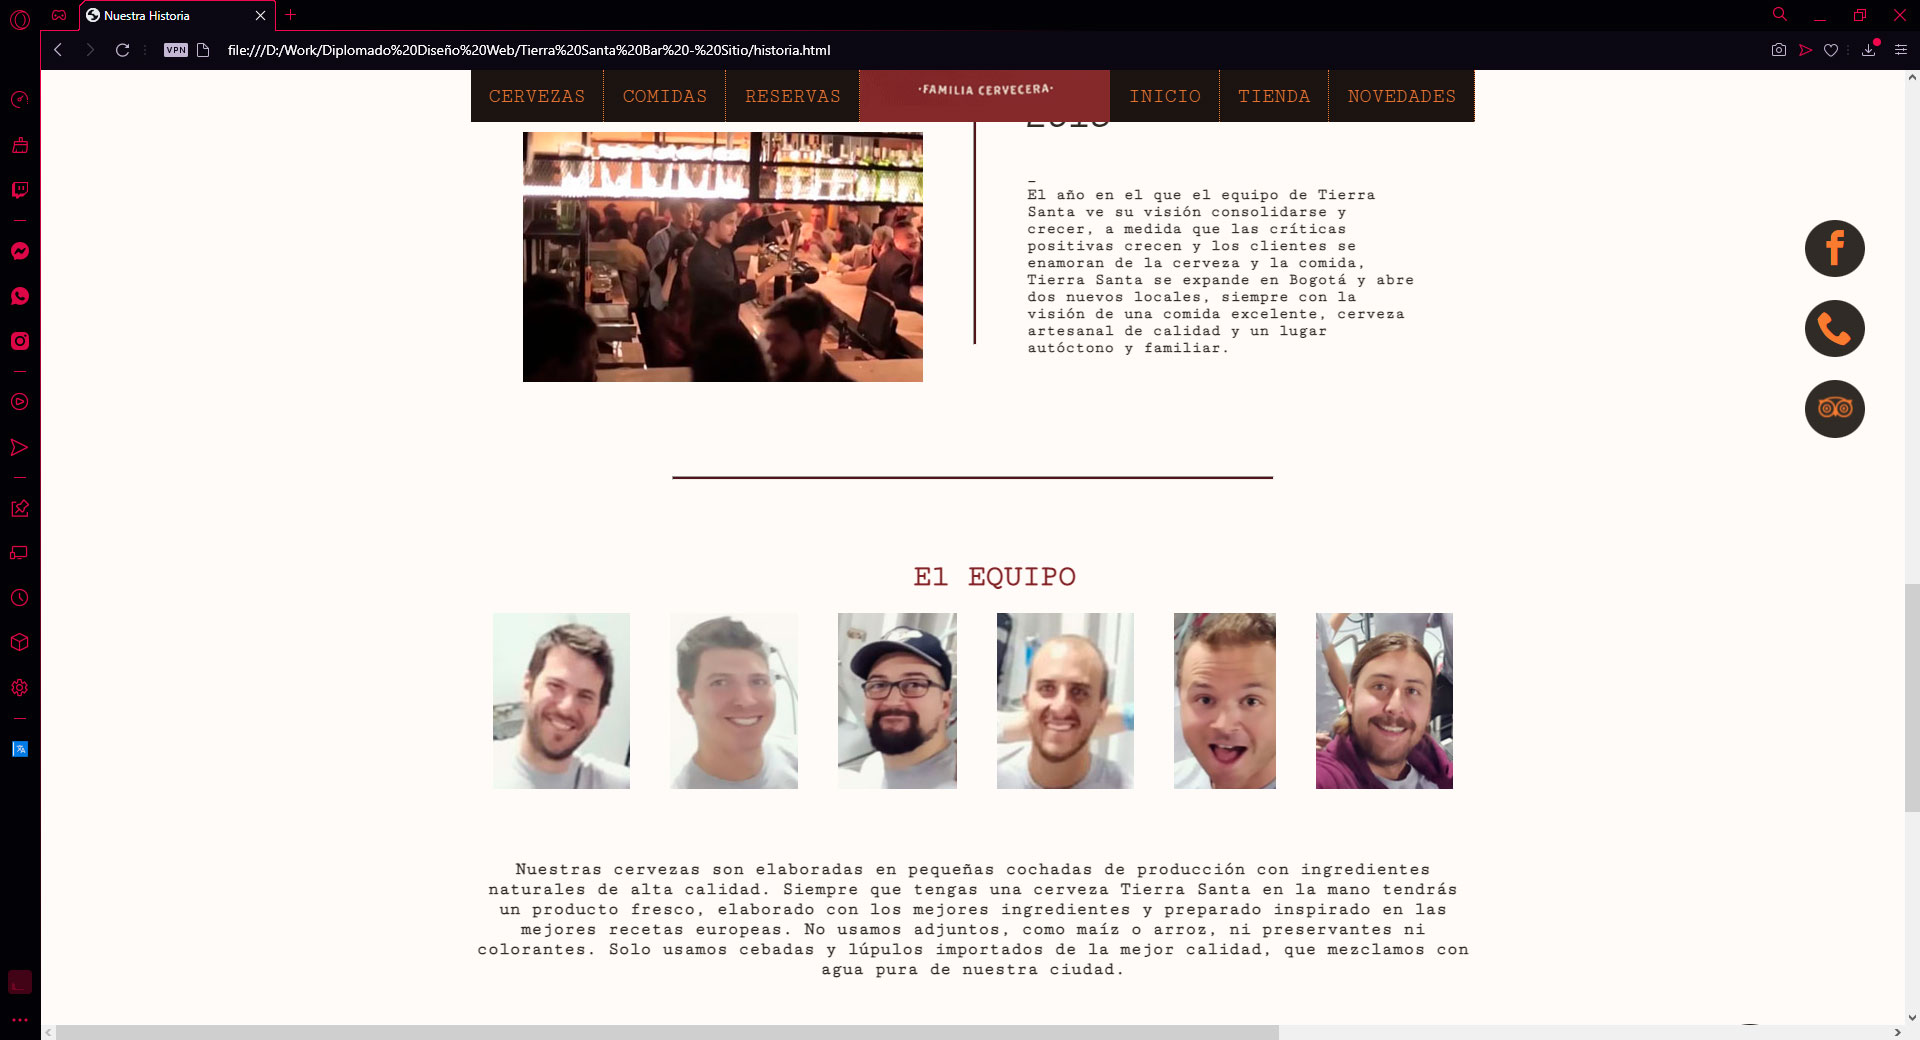 Nuestra Historia
VPN
file:///D:/Work/Diplomado%20Diseño%20Web/Tierra%20Santa%20Bar%20-%20Sitio/historia.html
CERVEZAS
COMIDAS
RESERVAS
·FAMILIA CERVECERA·
INICIO
TIENDA
NOVEDADES
–
El año en el que el equipo de Tierra
Santa ve su visión consolidarse y
crecer, a medida que las críticas
positivas crecen y los clientes se
enamoran de la cerveza y la comida,
Tierra Santa se expande en Bogotá y abre
dos nuevos locales, siempre con la
visión de una comida excelente, cerveza
artesanal de calidad y un lugar
autóctono y familiar.
El EQUIPO
Nuestras cervezas son elaboradas en pequeñas cochadas de producción con ingredientes
naturales de alta calidad. Siempre que tengas una cerveza Tierra Santa en la mano tendrás
un producto fresco, elaborado con los mejores ingredientes y preparado inspirado en las
mejores recetas europeas. No usamos adjuntos, como maíz o arroz, ni preservantes ni
colorantes. Solo usamos cebadas y lúpulos importados de la mejor calidad, que mezclamos con
agua pura de nuestra ciudad.